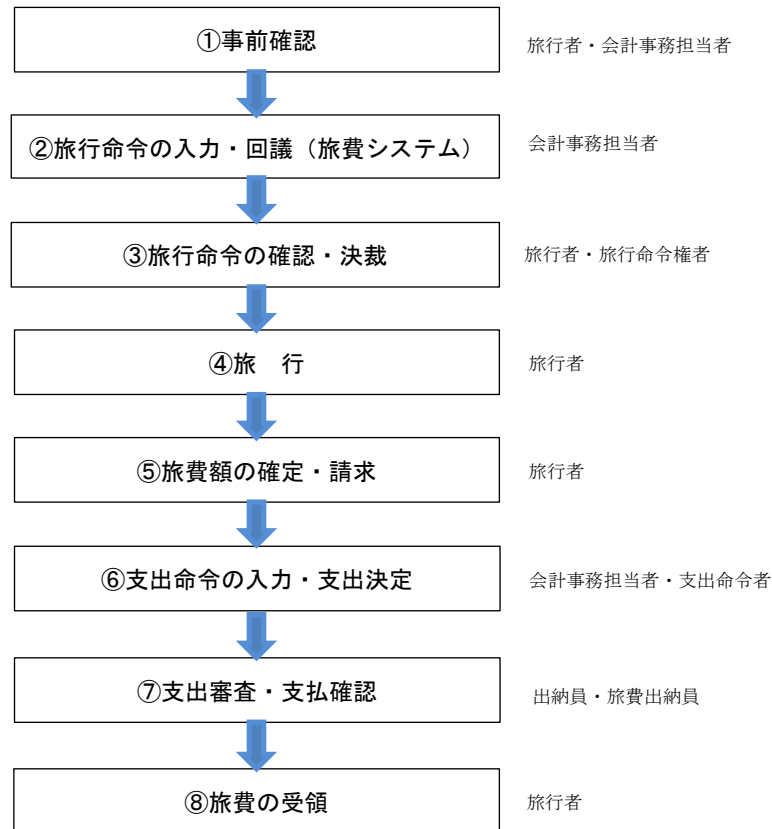 ①事前確認
旅行者・会計事務担当者
②旅行命令の入力・回議（旅費システム）
会計事務担当者
③旅行命令の確認・決裁
旅行者・旅行命令権者
④旅　行
旅行者
⑤旅費額の確定・請求
旅行者
⑥支出命令の入力・支出決定
会計事務担当者・支出命令者
⑦支出審査・支払確認
出納員・旅費出納員
⑧旅費の受領
旅行者